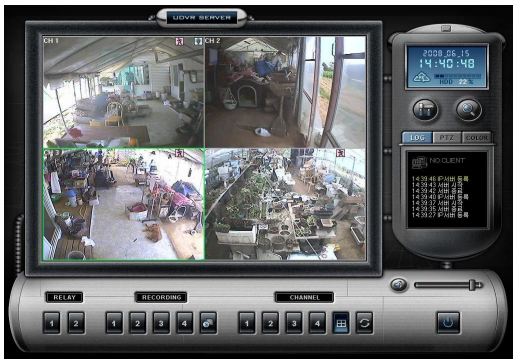 UDVR SERVER
CH 1
CH 2
2008_06_15
14:40:48
HDD 22 %
LOG PTZ COLOR
NO CLIENT
14:39:46 IP서버 등록
14:39:43 서버 시작
14:39:42 서버 종료
14:39:40 IP서버 등록
14:39:37 서버 시작
14:39:35 서버 종료
14:39:27 IP서버 등록
RELAY RECORDING CHANNEL
1 2 1 2 3 4 1 2 3 4